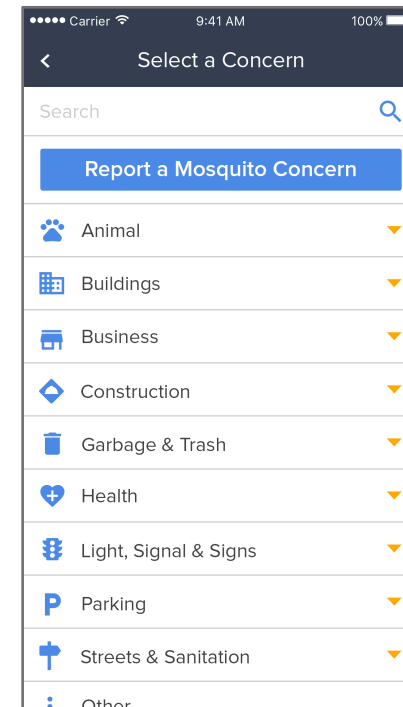 Carrier 9:41 AM 100%
Select a Concern
Search
Report a Mosquito Concern
Animal
Buildings
Business
Construction
Garbage & Trash
Health
Light, Signal & Signs
Parking
Streets & Sanitation
Other